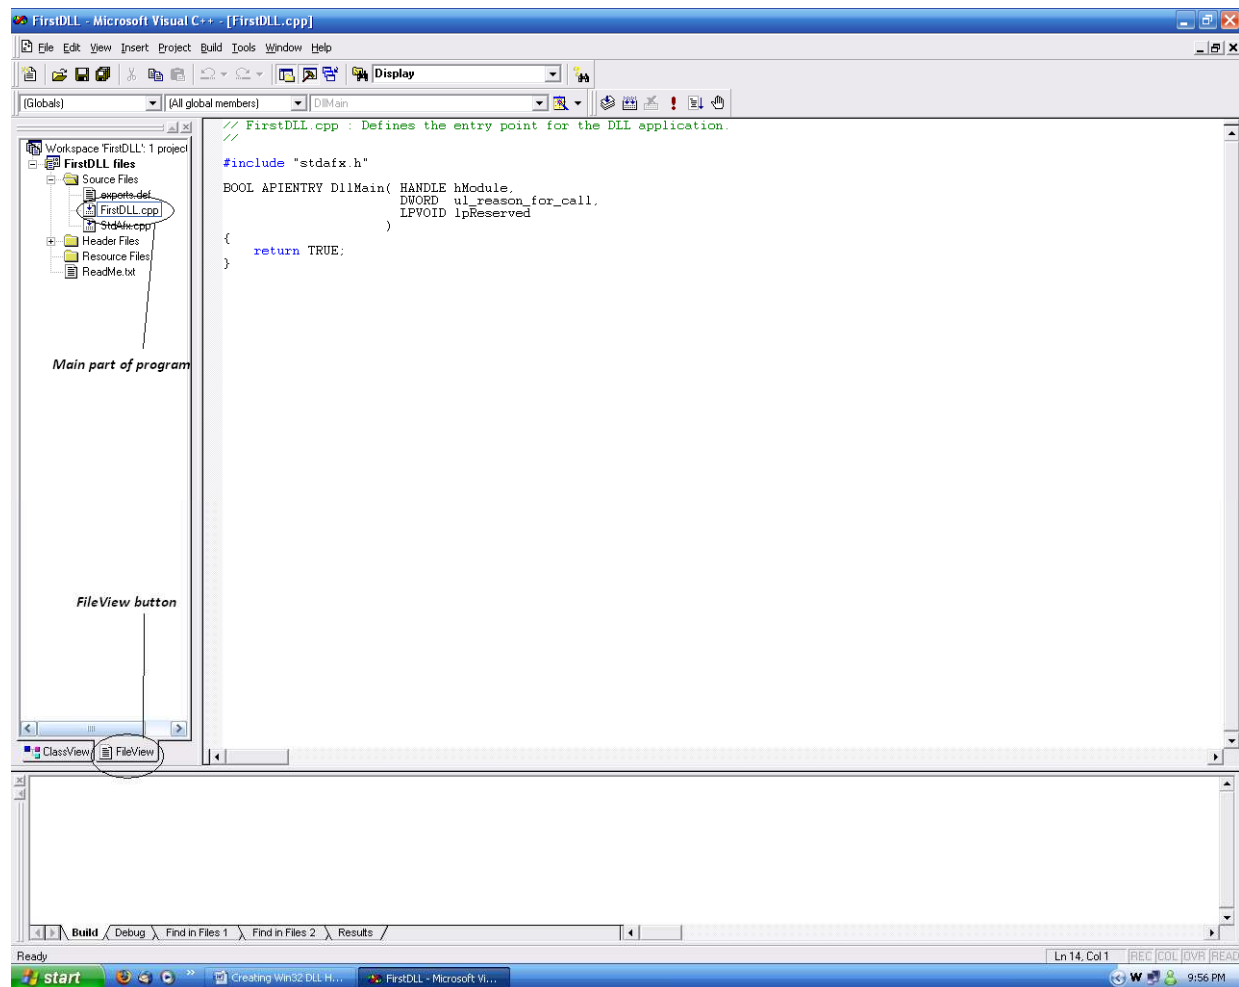 FirstDLL - Microsoft Visual C++ - [FirstDLL.cpp]
File Edit View Insert Project Build Tools Window Help
Display
(Globals) (All global members) DllMain
Workspace 'FirstDLL': 1 project
FirstDLL files
Source Files
exports.def
FirstDLL.cpp
StdAfx.cpp
Header Files
Resource Files
ReadMe.txt
Main part of program
FileView button
ClassView FileView
// FirstDLL.cpp : Defines the entry point for the DLL application.
//
#include "stdafx.h"
BOOL APIENTRY DllMain( HANDLE hModule,
DWORD ul_reason_for_call,
LPVOID lpReserved
)
{
return TRUE;
}
Build Debug Find in Files 1 Find in Files 2 Results
Ready
Ln 14, Col 1 REC COL OVR READ
start
Creating Win32 DLL H...
FirstDLL - Microsoft Vi...
W
9:56 PM